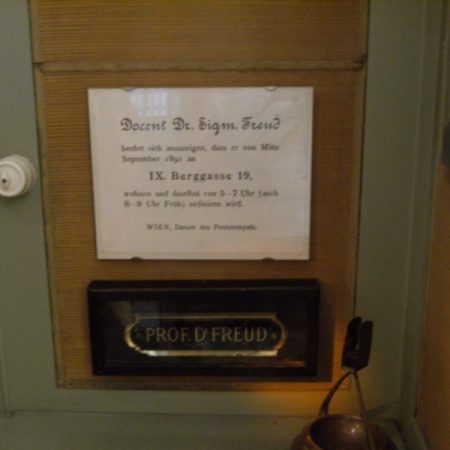 Docent Dr. Sigm. Freud
beehrt sich anzuzeigen, dass er von Mitte
September 1891 an
IX. Berggasse 19,
wohnen und daselbst von 5–7 Uhr (auch
8–9 Uhr Früh) ordiniren wird.
WIEN, Datum des Poststempels.
PROF. DR FREUD